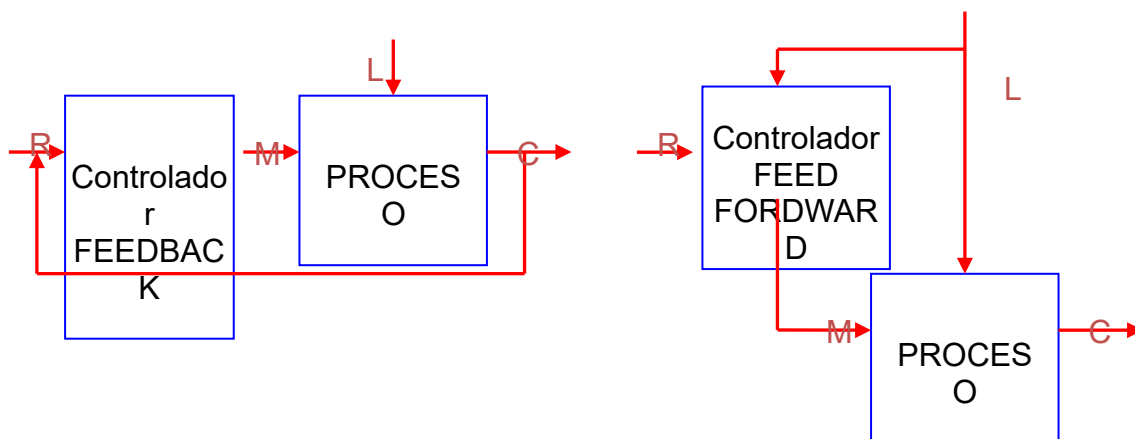 L
R
Controlado
r
FEEDBAC
K
M
PROCES
O
C
L
R
Controlador
FEED
FORDWAR
D
M
PROCES
O
C